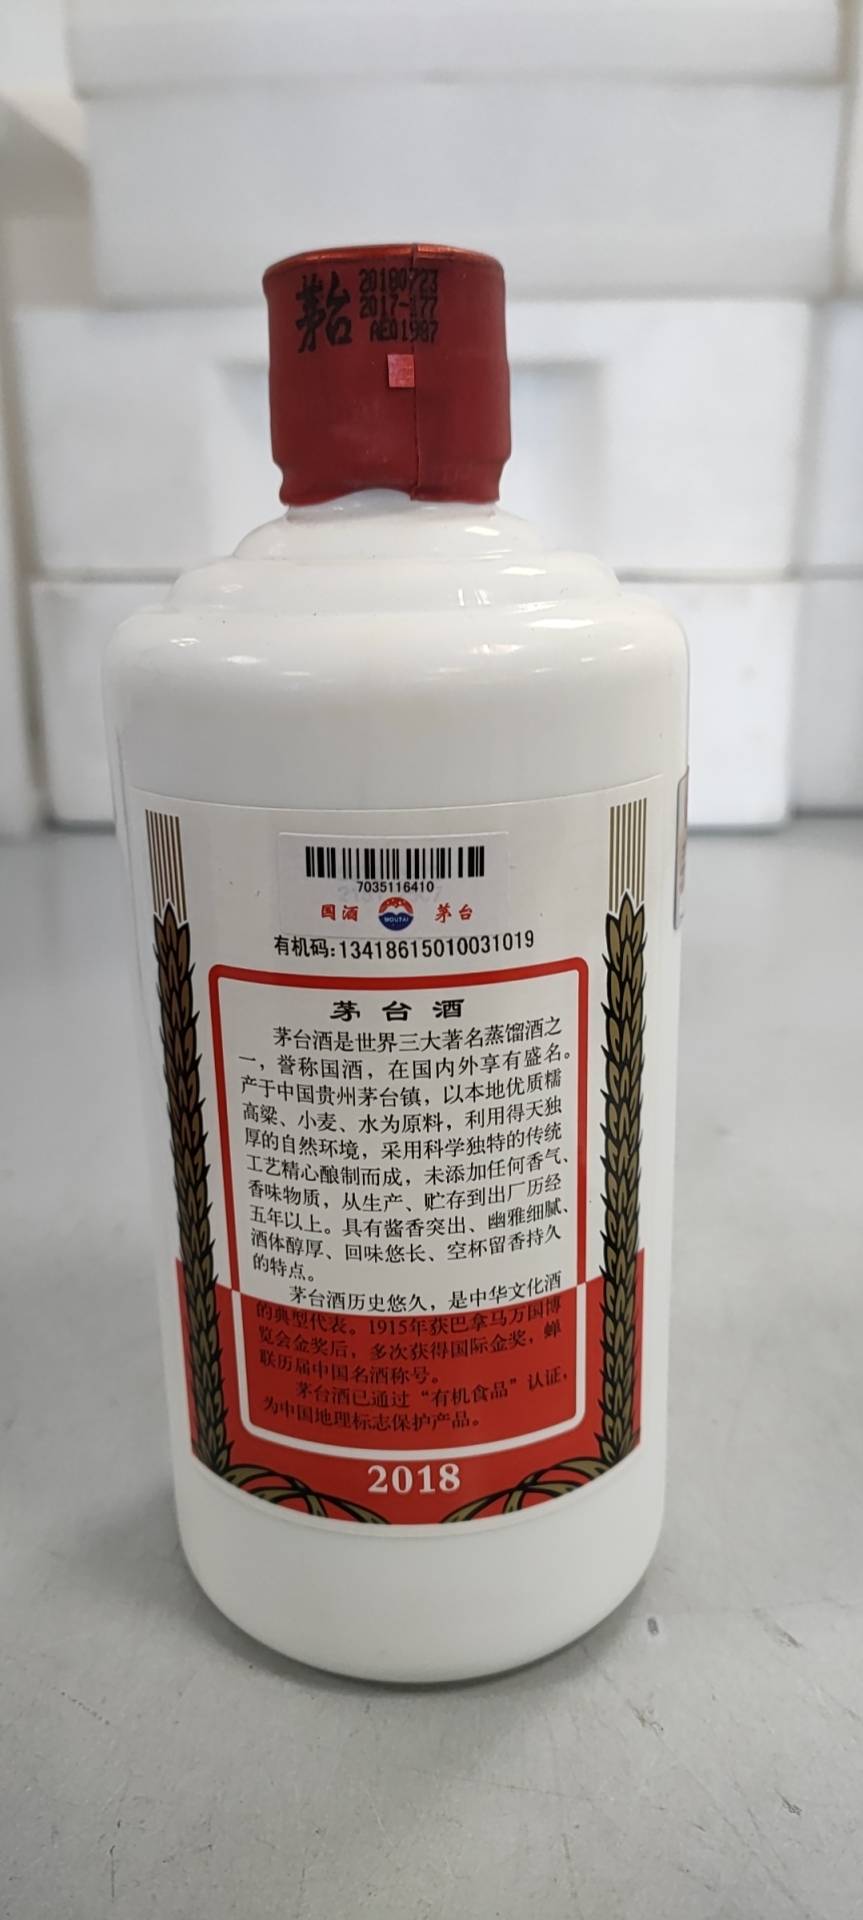 茅台
20180723
2017-177
AE01987
7035116410
国酒 MOUTAI 茅台
有机码:13418615010031019
茅台酒
茅台酒是世界三大著名蒸馏酒之
一，誉称国酒，在国内外享有盛名。
产于中国贵州茅台镇，以本地优质糯
高粱、小麦、水为原料，利用得天独
厚的自然环境，采用科学独特的传统
工艺精心酿制而成，未添加任何香气、
香味物质，从生产、贮存到出厂历经
五年以上。具有酱香突出、幽雅细腻、
酒体醇厚、回味悠长、空杯留香持久
的特点。
茅台酒历史悠久，是中华文化酒
的典型代表。1915年获巴拿马万国博
览会金奖后，多次获得国际金奖，蝉
联历届中国名酒称号。
茅台酒已通过“有机食品”认证，
为中国地理标志保护产品。
2018